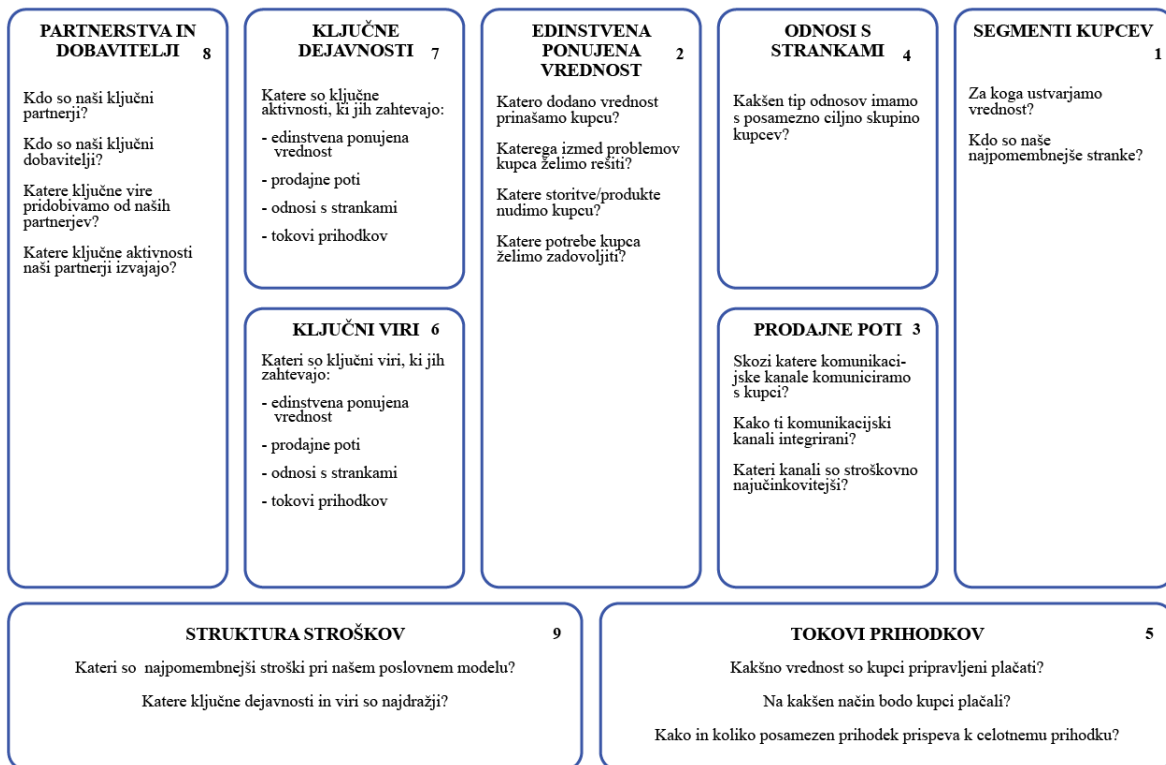 PARTNERSTVA IN
DOBAVITELJI 8
Kdo so naši ključni
partnerji?
Kdo so naši ključni
dobavitelji?
Katere ključne vire
pridobivamo od naših
partnerjev?
Katere ključne aktivnosti
naši partnerji izvajajo?
KLJUČNE
DEJAVNOSTI 7
Katere so ključne
aktivnosti, ki jih zahtevajo:
- edinstvena ponujena
vrednost
- prodajne poti
- odnosi s strankami
- tokovi prihodkov
KLJUČNI VIRI 6
Kateri so ključni viri, ki jih
zahtevajo:
- edinstvena ponujena
vrednost
- prodajne poti
- odnosi s strankami
- tokovi prihodkov
EDINSTVENA
PONUJENA 2
VREDNOST
Katero dodano vrednost
prinašamo kupcu?
Katerega izmed problemov
kupca želimo rešiti?
Katere storitve/produkte
nudimo kupcu?
Katere potrebe kupca
želimo zadovoljiti?
ODNOSI S
STRANKAMI 4
Kakšen tip odnosov imamo
s posamezno ciljno skupino
kupcev?
PRODAJNE POTI 3
Skozi katere komunikaci-
jske kanale komuniciramo
s kupci?
Kako ti komunikacijski
kanali integrirani?
Kateri kanali so stroškovno
najučinkovitejši?
SEGMENTI KUPCEV
1
Za koga ustvarjamo
vrednost?
Kdo so naše
najpomembnejše stranke?
STRUKTURA STROŠKOV 9
Kateri so najpomembnejši stroški pri našem poslovnem modelu?
Katere ključne dejavnosti in viri so najdražji?
TOKOVI PRIHODKOV 5
Kakšno vrednost so kupci pripravljeni plačati?
Na kakšen način bodo kupci plačali?
Kako in koliko posamezen prihodek prispeva k celotnemu prihodku?